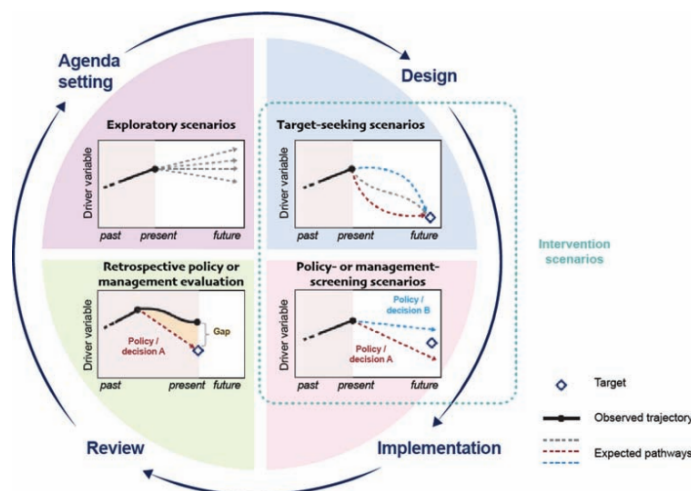 Agenda
setting
Design
Exploratory scenarios
Driver variable
past present future
Target-seeking scenarios
Driver variable
past present future
Intervention
scenarios
Retrospective policy or
management evaluation
Driver variable
Policy /
decision A
Gap
past present future
Policy- or management-
screening scenarios
Driver variable
Policy /
decision B
Policy /
decision A
past present future
Review
Implementation
Target
Observed trajectory
Expected pathways